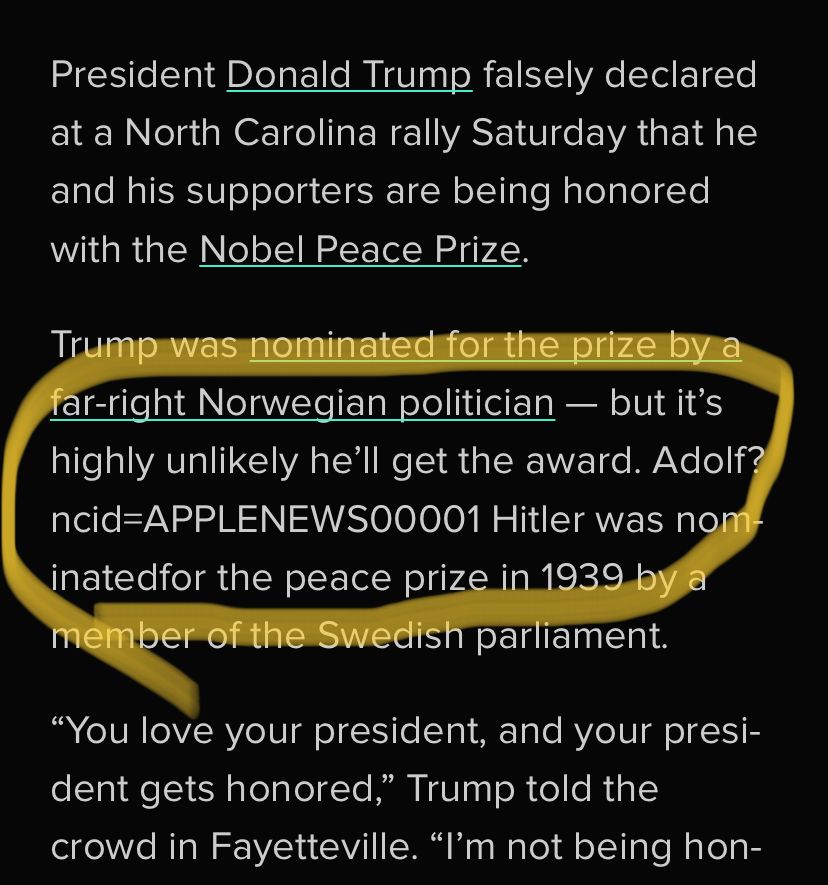 President Donald Trump falsely declared
at a North Carolina rally Saturday that he
and his supporters are being honored
with the Nobel Peace Prize.
Trump was nominated for the prize by a
far-right Norwegian politician — but it’s
highly unlikely he’ll get the award. Adolf?
ncid=APPLENEWS00001 Hitler was nom-
inatedfor the peace prize in 1939 by a
member of the Swedish parliament.
“You love your president, and your presi-
dent gets honored,” Trump told the
crowd in Fayetteville. “I’m not being hon-